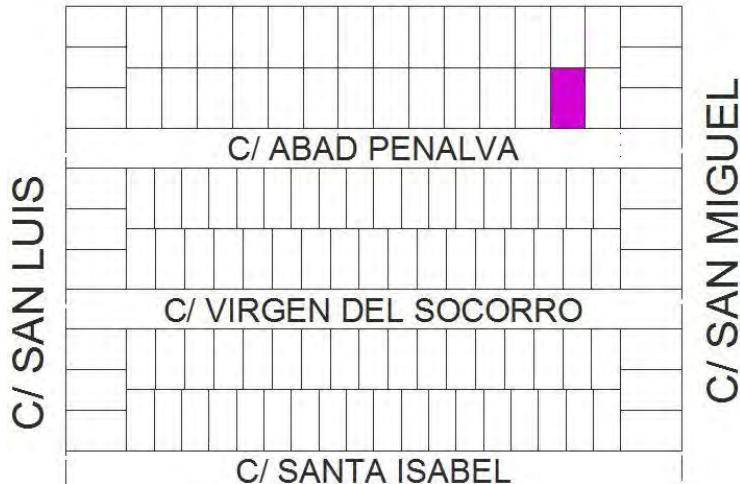 C/ ABAD PENALVA
C/ SAN LUIS
C/ SAN MIGUEL
C/ VIRGEN DEL SOCORRO
C/ SANTA ISABEL